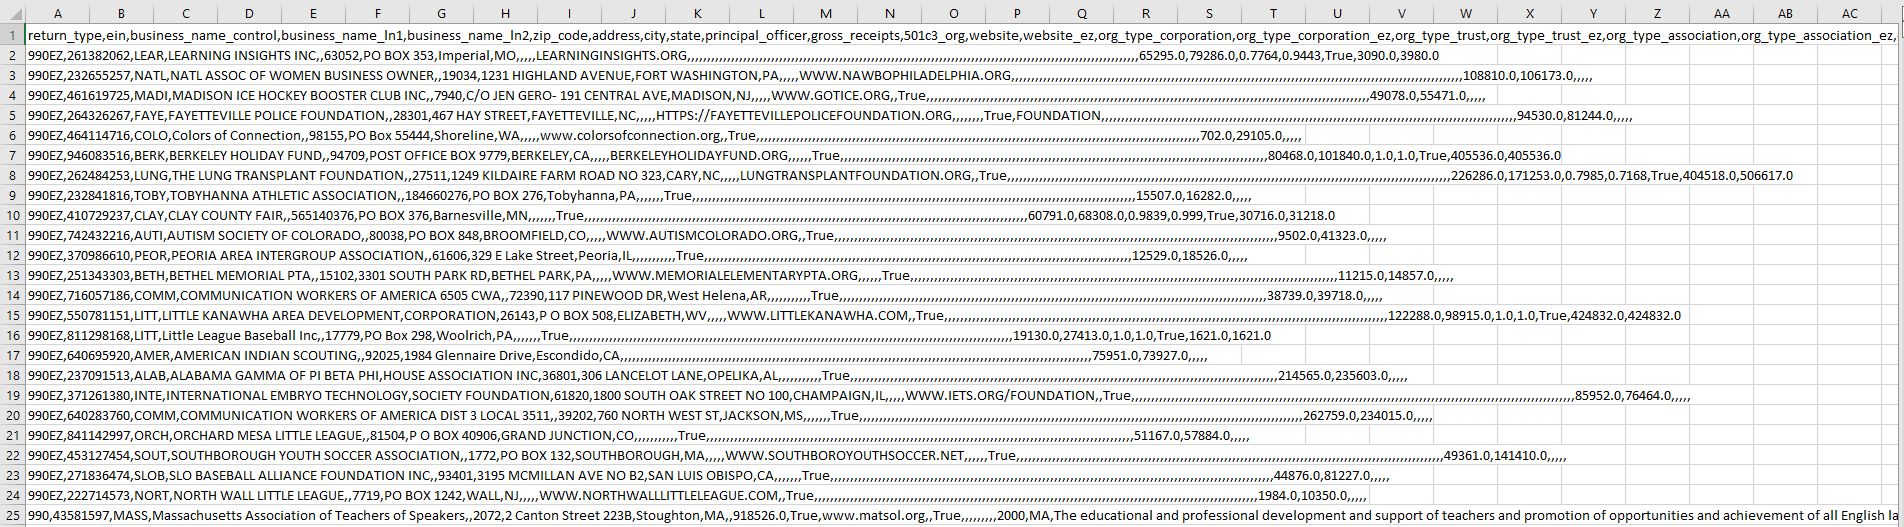 A B C D E F G H I J K L M N O P Q R S T U V W X Y Z AA AB AC
1 return_type,ein,business_name_control,business_name_ln1,business_name_ln2,zip_code,address,city,state,principal_officer,gross_receipts,501c3_org,website,website_ez,org_type_corporation,org_type_corporation_ez,org_type_trust,org_type_trust_ez,org_type_association,org_type_association_ez,
2 990EZ,261382062,LEAR,LEARNING INSIGHTS INC,,63052,PO BOX 353,Imperial,MO,,,,,LEARNINGINSIGHTS.ORG,,,,,,,,,,,,,,,,,,,,65295.0,79286.0,0.7764,0.9443,True,3090.0,3980.0
3 990EZ,232655257,NATL,NATL ASSOC OF WOMEN BUSINESS OWNER,,19034,1231 HIGHLAND AVENUE,FORT WASHINGTON,PA,,,,,WWW.NAWBOPHILADELPHIA.ORG,,,,,,,,,,,,,,,,,,,,108810.0,106173.0,,,,,
4 990EZ,461619725,MADI,MADISON ICE HOCKEY BOOSTER CLUB INC,,7940,C/O JEN GERO- 191 CENTRAL AVE,MADISON,NJ,,,,,WWW.GOTICE.ORG,,True,,,,,,,,,,,,,,,,,,,,49078.0,55471.0,,,,,
5 990EZ,264326267,FAYE,FAYETTEVILLE POLICE FOUNDATION,,28301,467 HAY STREET,FAYETTEVILLE,NC,,,,,HTTPS://FAYETTEVILLEPOLICEFOUNDATION.ORG,,,,,,,,True,FOUNDATION,,,,,,,,,,,,,,,,,,,,94530.0,81244.0,,,,,
6 990EZ,464114716,COLO,Colors of Connection,,98155,PO Box 55444,Shoreline,WA,,,,,www.colorsofconnection.org,,True,,,,,,,,,,,,,,,,,,,,702.0,29105.0,,,,,
7 990EZ,946083516,BERK,BERKELEY HOLIDAY FUND,,94709,POST OFFICE BOX 9779,BERKELEY,CA,,,,,BERKELEYHOLIDAYFUND.ORG,,,,,,True,,,,,,,,,,,,,,,,,,,,80468.0,101840.0,1.0,1.0,True,405536.0,405536.0
8 990EZ,262484253,LUNG,THE LUNG TRANSPLANT FOUNDATION,,27511,1249 KILDAIRE FARM ROAD NO 323,CARY,NC,,,,,LUNGTRANSPLANTFOUNDATION.ORG,,True,,,,,,,,,,,,,,,,,,,,226286.0,171253.0,0.7985,0.7168,True,404518.0,506617.0
9 990EZ,232841816,TOBY,TOBYHANNA ATHLETIC ASSOCIATION,,184660276,PO BOX 276,Tobyhanna,PA,,,,,,,True,,,,,,,,,,,,,,,,,,,,15507.0,16282.0,,,,,
10 990EZ,410729237,CLAY,CLAY COUNTY FAIR,,565140376,PO BOX 376,Barnesville,MN,,,,,,,True,,,,,,,,,,,,,,,,,,,,60791.0,68308.0,0.9839,0.999,True,30716.0,31218.0
11 990EZ,742432216,AUTI,AUTISM SOCIETY OF COLORADO,,80038,PO BOX 848,BROOMFIELD,CO,,,,,WWW.AUTISMCOLORADO.ORG,,True,,,,,,,,,,,,,,,,,,,,9502.0,41323.0,,,,,
12 990EZ,370986610,PEOR,PEORIA AREA INTERGROUP ASSOCIATION,,61606,329 E Lake Street,Peoria,IL,,,,,,,,,,,True,,,,,,,,,,,,,,,,,,,,12529.0,18526.0,,,,,
13 990EZ,251343303,BETH,BETHEL MEMORIAL PTA,,15102,3301 SOUTH PARK RD,BETHEL PARK,PA,,,,,WWW.MEMORIALELEMENTARYPTA.ORG,,,,,,True,,,,,,,,,,,,,,,,,,,,11215.0,14857.0,,,,,
14 990EZ,716057186,COMM,COMMUNICATION WORKERS OF AMERICA 6505 CWA,,72390,117 PINEWOOD DR,West Helena,AR,,,,,,,,,,,True,,,,,,,,,,,,,,,,,,,,38739.0,39718.0,,,,,
15 990EZ,550781151,LITT,LITTLE KANAWHA AREA DEVELOPMENT,CORPORATION,26143,P O BOX 508,ELIZABETH,WV,,,,,WWW.LITTLEKANAWHA.COM,,True,,,,,,,,,,,,,,,,,,,,122288.0,98915.0,1.0,1.0,True,424832.0,424832.0
16 990EZ,811298168,LITT,Little League Baseball Inc,,17779,PO Box 298,Woolrich,PA,,,,,,,True,,,,,,,,,,,,,,,,,,,,19130.0,27413.0,1.0,1.0,True,1621.0,1621.0
17 990EZ,640695920,AMER,AMERICAN INDIAN SCOUTING,,92025,1984 Glennaire Drive,Escondido,CA,,,,,,,,,,,,,,,,,,,,75951.0,73927.0,,,,,
18 990EZ,237091513,ALAB,ALABAMA GAMMA OF PI BETA PHI,HOUSE ASSOCIATION INC,36801,306 LANCELOT LANE,OPELIKA,AL,,,,,,,,,,,True,,,,,,,,,,,,,,,,,,,,214565.0,235603.0,,,,,
19 990EZ,371261380,INTE,INTERNATIONAL EMBRYO TECHNOLOGY,SOCIETY FOUNDATION,61820,1800 SOUTH OAK STREET NO 100,CHAMPAIGN,IL,,,,,WWW.IETS.ORG/FOUNDATION,,True,,,,,,,,,,,,,,,,,,,,85952.0,76464.0,,,,,
20 990EZ,640283760,COMM,COMMUNICATION WORKERS OF AMERICA DIST 3 LOCAL 3511,,39202,760 NORTH WEST ST,JACKSON,MS,,,,,,,True,,,,,,,,,,,,,,,,,,,,262759.0,234015.0,,,,,
21 990EZ,841142997,ORCH,ORCHARD MESA LITTLE LEAGUE,,81504,P O BOX 40906,GRAND JUNCTION,CO,,,,,,,,,,,True,,,,,,,,,,,,,,,,,,,,51167.0,57884.0,,,,,
22 990EZ,453127454,SOUT,SOUTHBOROUGH YOUTH SOCCER ASSOCIATION,,1772,PO BOX 132,SOUTHBOROUGH,MA,,,,,WWW.SOUTHBOROYOUTHSOCCER.NET,,,,,,True,,,,,,,,,,,,,,,,,,,,49361.0,141410.0,,,,,
23 990EZ,271836474,SLOB,SLO BASEBALL ALLIANCE FOUNDATION INC,,93401,3195 MCMILLAN AVE NO B2,SAN LUIS OBISPO,CA,,,,,,,True,,,,,,,,,,,,,,,,,,,,44876.0,81227.0,,,,,
24 990EZ,222714573,NORT,NORTH WALL LITTLE LEAGUE,,7719,PO BOX 1242,WALL,NJ,,,,,WWW.NORTHWALLLITTLELEAGUE.COM,,True,,,,,,,,,,,,,,,,,,,,1984.0,10350.0,,,,,
25 990,43581597,MASS,Massachusetts Association of Teachers of Speakers,,2072,2 Canton Street 223B,Stoughton,MA,,918526.0,True,www.matsol.org,,True,,,,,,,,,2000,MA,The educational and professional development and support of teachers and promotion of opportunities and achievement of all English la